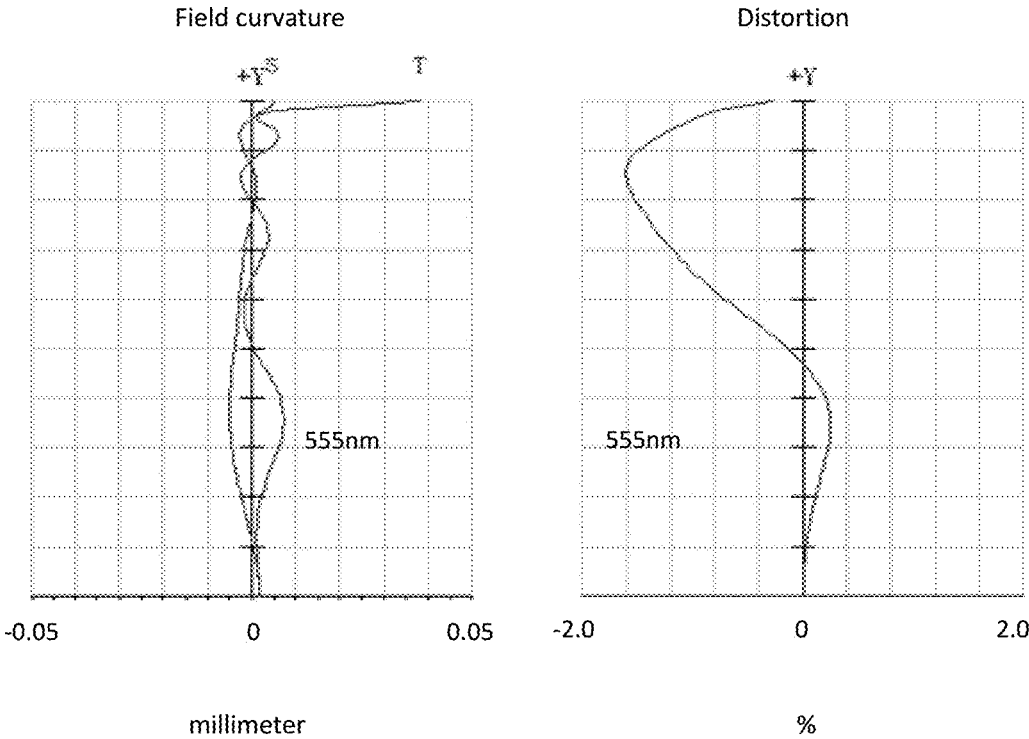 Field curvature
Distortion
+Y S
T
+Y
555nm
555nm
-0.05
0
0.05
-2.0
0
2.0
millimeter
%